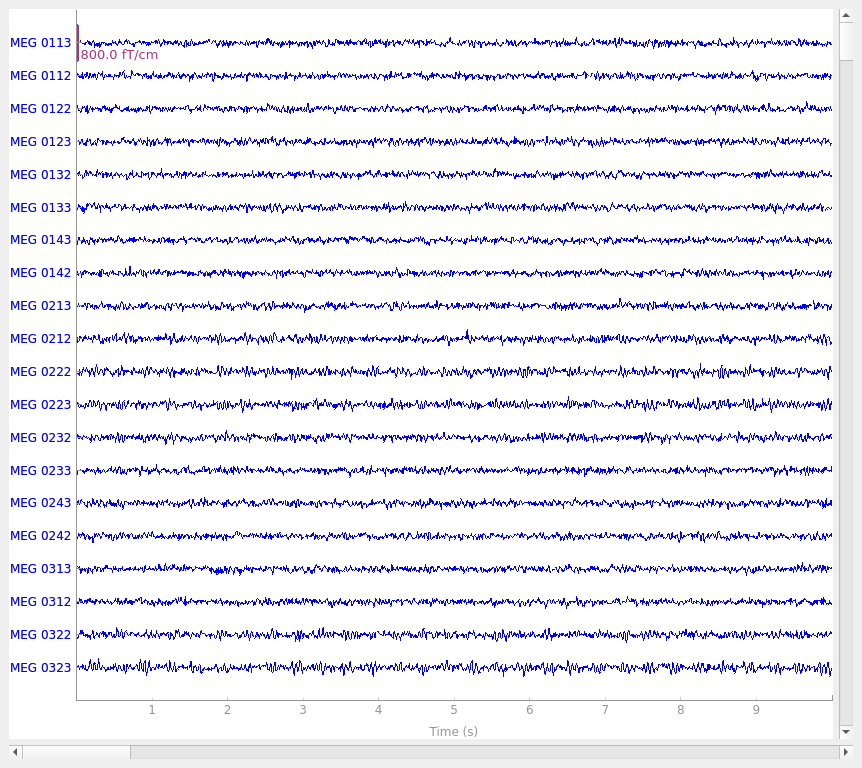 MEG 0113
800.0 fT/cm
MEG 0112
MEG 0122
MEG 0123
MEG 0132
MEG 0133
MEG 0143
MEG 0142
MEG 0213
MEG 0212
MEG 0222
MEG 0223
MEG 0232
MEG 0233
MEG 0243
MEG 0242
MEG 0313
MEG 0312
MEG 0322
MEG 0323
1 2 3 4 5 6 7 8 9
Time (s)